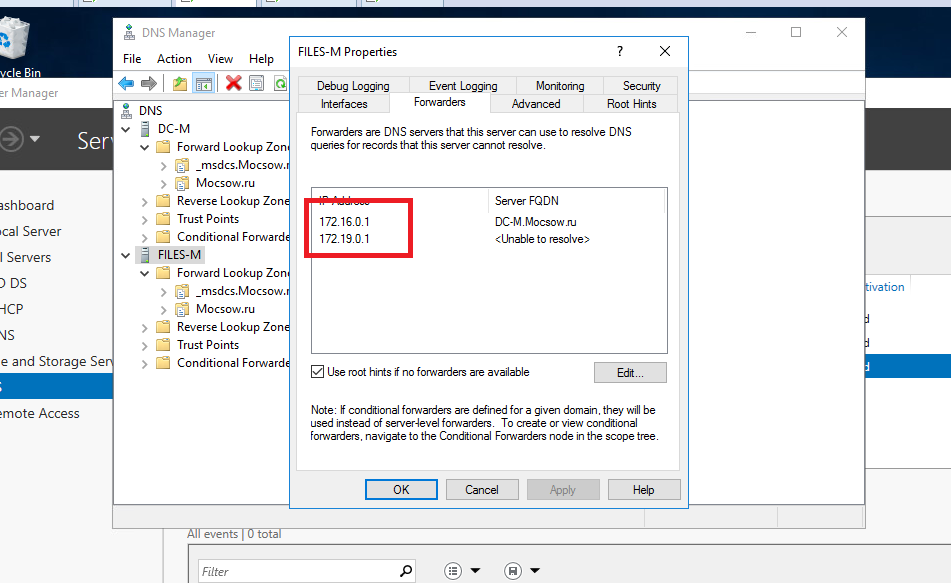 DNS Manager
File Action View Help
cycle Bin
er Manager
Serv
ashboard
ocal Server
l Servers
D DS
HCP
NS
e and Storage Serv
S
emote Access
DNS
DC-M
Forward Lookup Zone
_msdcs.Mocsow.r
Mocsow.ru
Reverse Lookup Zone
Trust Points
Conditional Forwarde
FILES-M
Forward Lookup Zone
_msdcs.Mocsow.r
Mocsow.ru
Reverse Lookup Zone
Trust Points
Conditional Forwarde
FILES-M Properties
?
Debug Logging Event Logging Monitoring Security
Interfaces Forwarders Advanced Root Hints
Forwarders are DNS servers that this server can use to resolve DNS
queries for records that this server cannot resolve.
IP Address Server FQDN
172.16.0.1 DC-M.Mocsow.ru
172.19.0.1 <Unable to resolve>
Use root hints if no forwarders are available Edit...
Note: If conditional forwarders are defined for a given domain, they will be
used instead of server-level forwarders. To create or view conditional
forwarders, navigate to the Conditional Forwarders node in the scope tree.
OK Cancel Apply Help
tivation
d
d
d
All events | 0 total
Filter